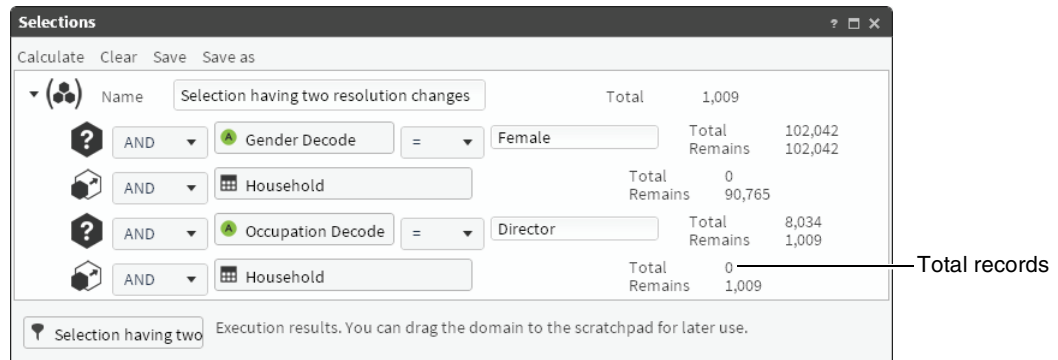 Selections ?
Calculate Clear Save Save as
Name Selection having two resolution changes Total 1,009
? AND A Gender Decode = Female Total 102,042
Remains 102,042
AND Household Total 0
Remains 90,765
? AND A Occupation Decode = Director Total 8,034
Remains 1,009
AND Household Total 0 Total records
Remains 1,009
Selection having two Execution results. You can drag the domain to the scratchpad for later use.